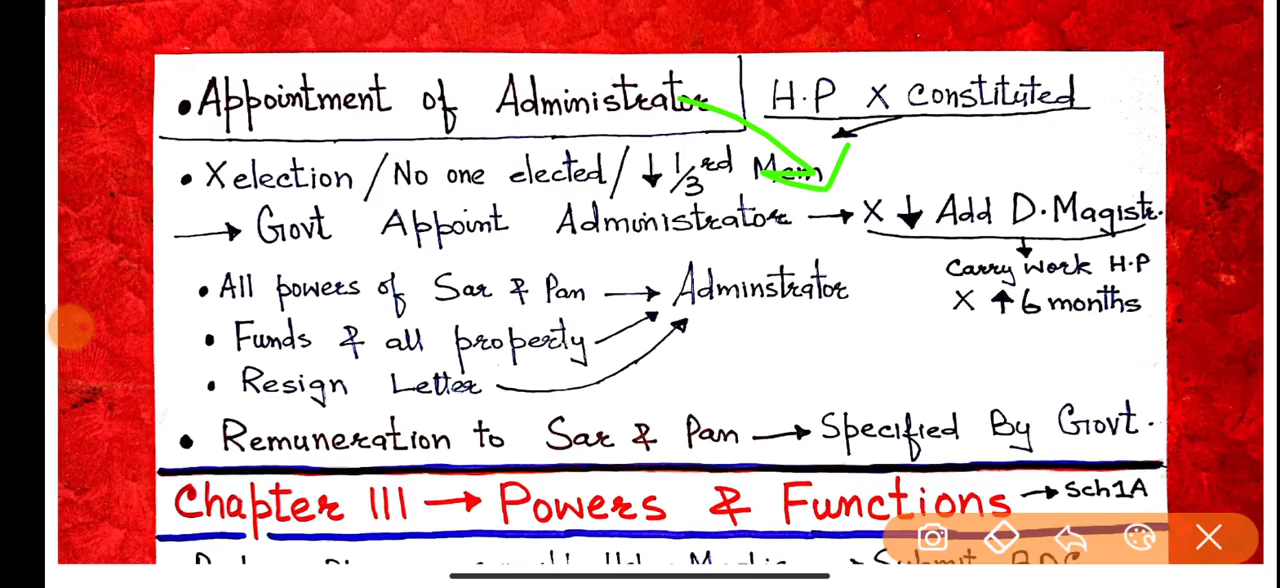 • Appointment of Administrator
H.P X Constituted
• X election / No one elected / ↓ 1/3rd Mem
→ Govt Appoint Administrator → X ↓ Add D.Magistr.
Carry Work H.P
X ↑ 6 months
• All powers of Sar & Pan → Adminstrator
• Funds & all property
• Resign Letter
• Remuneration to Sar & Pan → Specified By Govt.
Chapter III → Powers & Functions → Sch1A